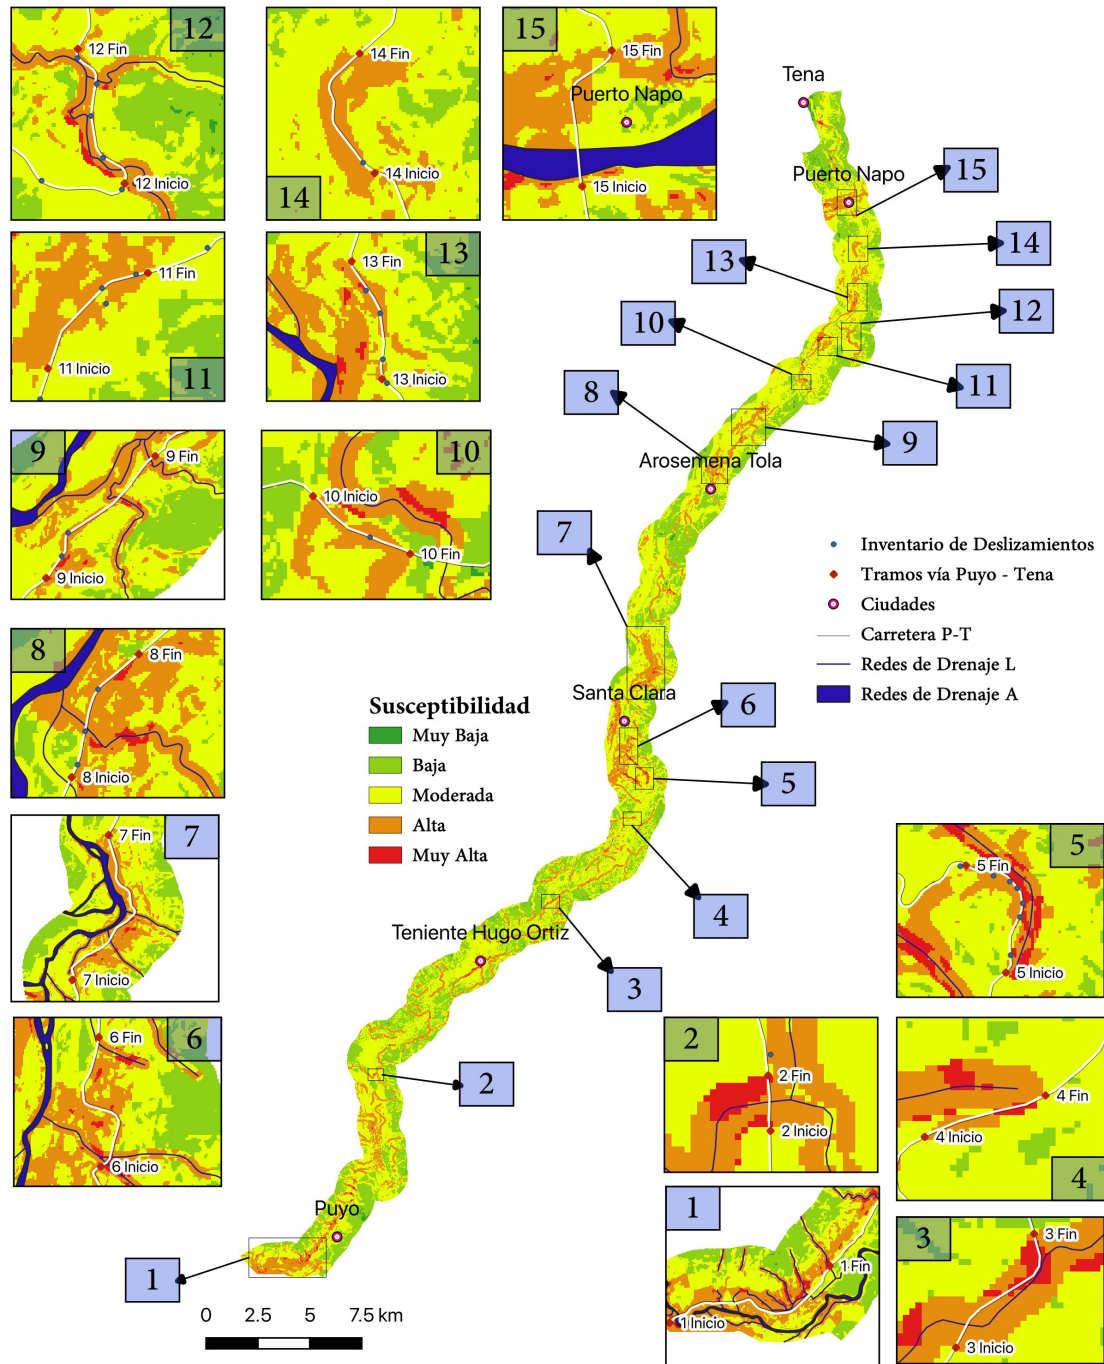 12
12 Fin
12 Inicio
14 Fin
14 Inicio
14
15
15 Fin
Puerto Napo
15 Inicio
Tena
Puerto Napo
15
14
13
12
10
11
8
9
Arosemena Tola
7
11 Fin
11 Inicio
11
13
13 Fin
13 Inicio
9
9 Fin
9 Inicio
10
10 Inicio
10 Fin
Inventario de Deslizamientos
Tramos vía Puyo - Tena
Ciudades
Carretera P-T
Redes de Drenaje L
Redes de Drenaje A
8
8 Fin
8 Inicio
Santa Clara
6
5
Susceptibilidad
Muy Baja
Baja
Moderada
Alta
Muy Alta
7
7 Fin
7 Inicio
5
5 Fin
5 Inicio
4
Teniente Hugo Ortiz
3
6
6 Fin
6 Inicio
2
2
2 Fin
2 Inicio
4 Fin
4 Inicio
4
Puyo
1
1
1 Fin
1 Inicio
3
3 Fin
3 Inicio
0 2.5 5 7.5 km